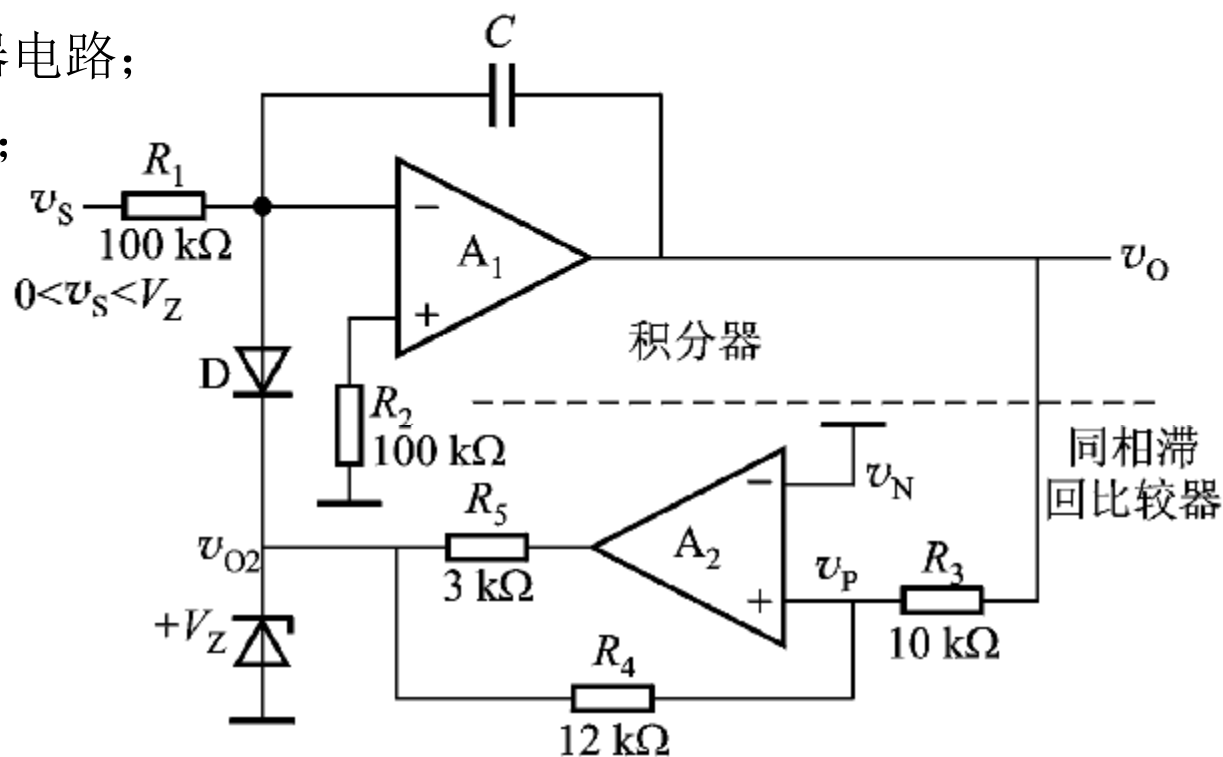 器电路；
；
C
R₁
vS
100 kΩ
0<vS<VZ
A₁
−
+
vO
积分器
D
R₂
100 kΩ
同相滞
回比较器
vN
−
A₂
+
vP
R₃
10 kΩ
R₅
3 kΩ
vO2
+VZ
R₄
12 kΩ